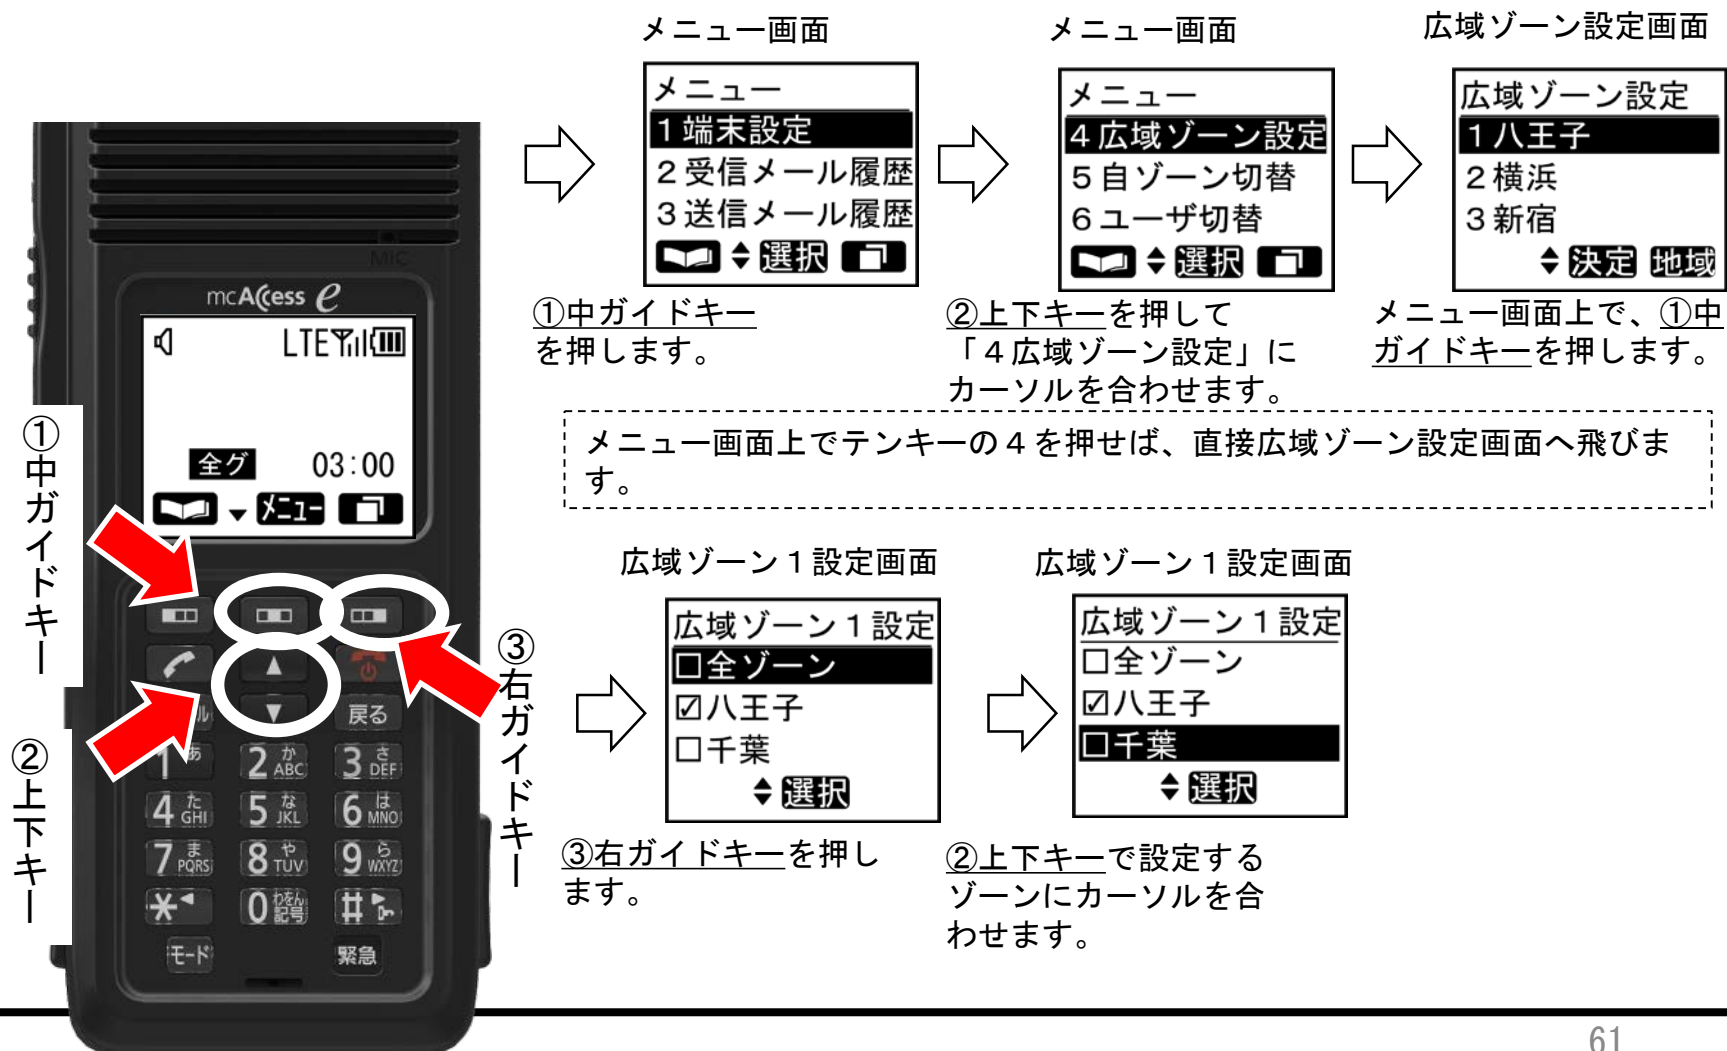 メニュー画面
メニュー
1端末設定
2受信メール履歴
3送信メール履歴
選択
①中ガイドキー
を押します。
メニュー画面
メニュー
4広域ゾーン設定
5自ゾーン切替
6ユーザ切替
選択
②上下キーを押して
「４広域ゾーン設定」に
カーソルを合わせます。
広域ゾーン設定画面
広域ゾーン設定
1八王子
2横浜
3新宿
決定 地域
メニュー画面上で、①中
ガイドキーを押します。
メニュー画面上でテンキーの４を押せば、直接広域ゾーン設定画面へ飛びま
す。
広域ゾーン１設定画面
広域ゾーン１設定
□全ゾーン
☑八王子
□千葉
選択
③右ガイドキーを押し
ます。
広域ゾーン１設定画面
広域ゾーン１設定
□全ゾーン
☑八王子
□千葉
選択
②上下キーで設定する
ゾーンにカーソルを合
わせます。
MIC
mcAccess e
LTE
全グ 03:00
メニュー
①中ガイドキー
②上下キー
③右ガイドキー
戻る
1 あ
2 か ABC
3 さ DEF
4 た GHI
5 な JKL
6 は MNO
7 ま PQRS
8 や TUV
9 ら WXYZ
＊
0 わをん 記号
#
モード
緊急
61